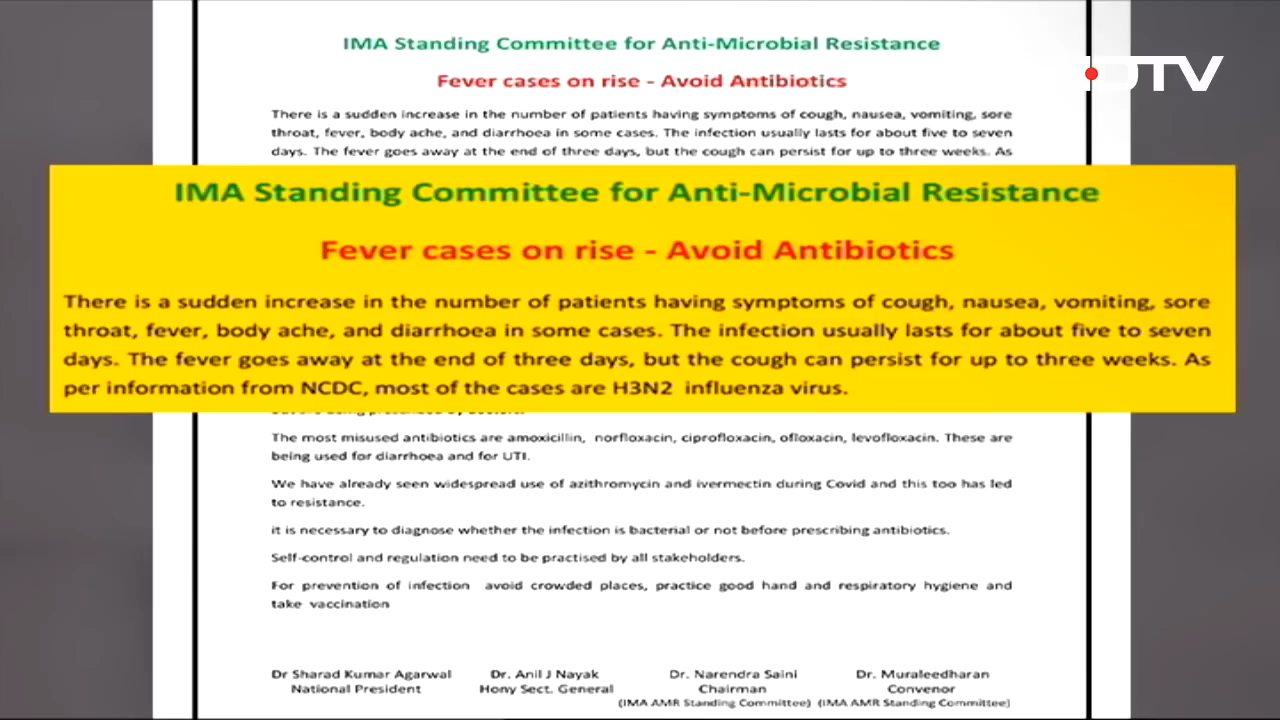 IMA Standing Committee for Anti-Microbial Resistance
NDTV
Fever cases on rise - Avoid Antibiotics
There is a sudden increase in the number of patients having symptoms of cough, nausea, vomiting, sore
throat, fever, body ache, and diarrhoea in some cases. The infection usually lasts for about five to seven
days. The fever goes away at the end of three days, but the cough can persist for up to three weeks. As
IMA Standing Committee for Anti-Microbial Resistance
Fever cases on rise - Avoid Antibiotics
There is a sudden increase in the number of patients having symptoms of cough, nausea, vomiting, sore
throat, fever, body ache, and diarrhoea in some cases. The infection usually lasts for about five to seven
days. The fever goes away at the end of three days, but the cough can persist for up to three weeks. As
per information from NCDC, most of the cases are H3N2 influenza virus.
The most misused antibiotics are amoxicillin, norfloxacin, ciprofloxacin, ofloxacin, levofloxacin. These are
being used for diarrhoea and for UTI.
We have already seen widespread use of azithromycin and ivermectin during Covid and this too has led
to resistance.
it is necessary to diagnose whether the infection is bacterial or not before prescribing antibiotics.
Self-control and regulation need to be practised by all stakeholders.
For prevention of infection avoid crowded places, practice good hand and respiratory hygiene and
take vaccination
Dr Sharad Kumar Agarwal Dr. Anil J Nayak Dr. Narendra Saini Dr. Muraleedharan
National President Hony Sect. General Chairman Convenor
(IMA AMR Standing Committee) (IMA AMR Standing Committee)